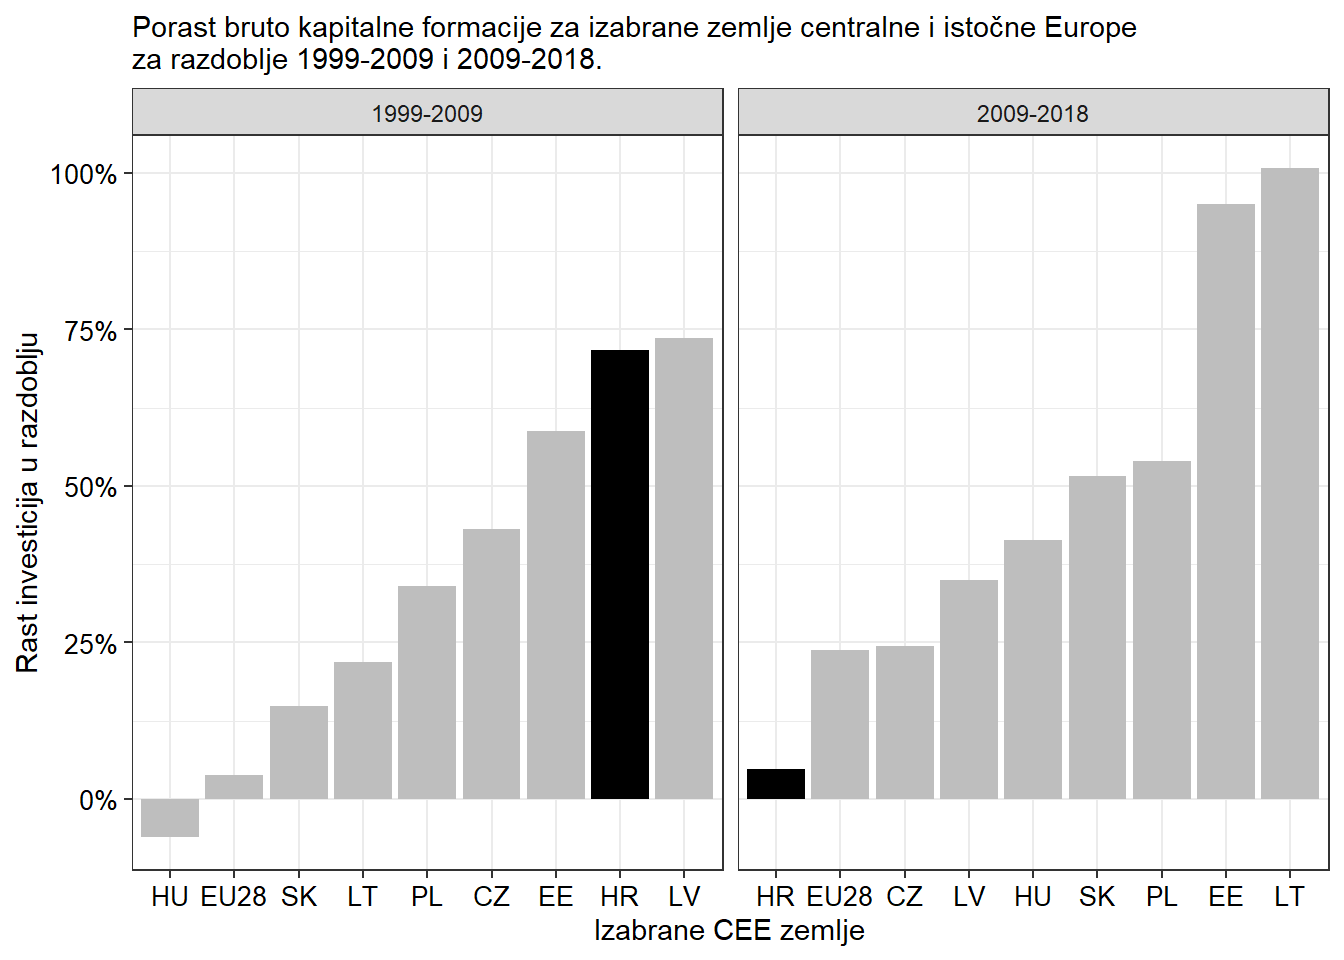 Porast bruto kapitalne formacije za izabrane zemlje centralne i istočne Europe
za razdoblje 1999-2009 i 2009-2018.
1999-2009
2009-2018
Rast investicija u razdoblju
100%
75%
50%
25%
0%
HU EU28 SK LT PL CZ EE HR LV
HR EU28 CZ LV HU SK PL EE LT
Izabrane CEE zemlje